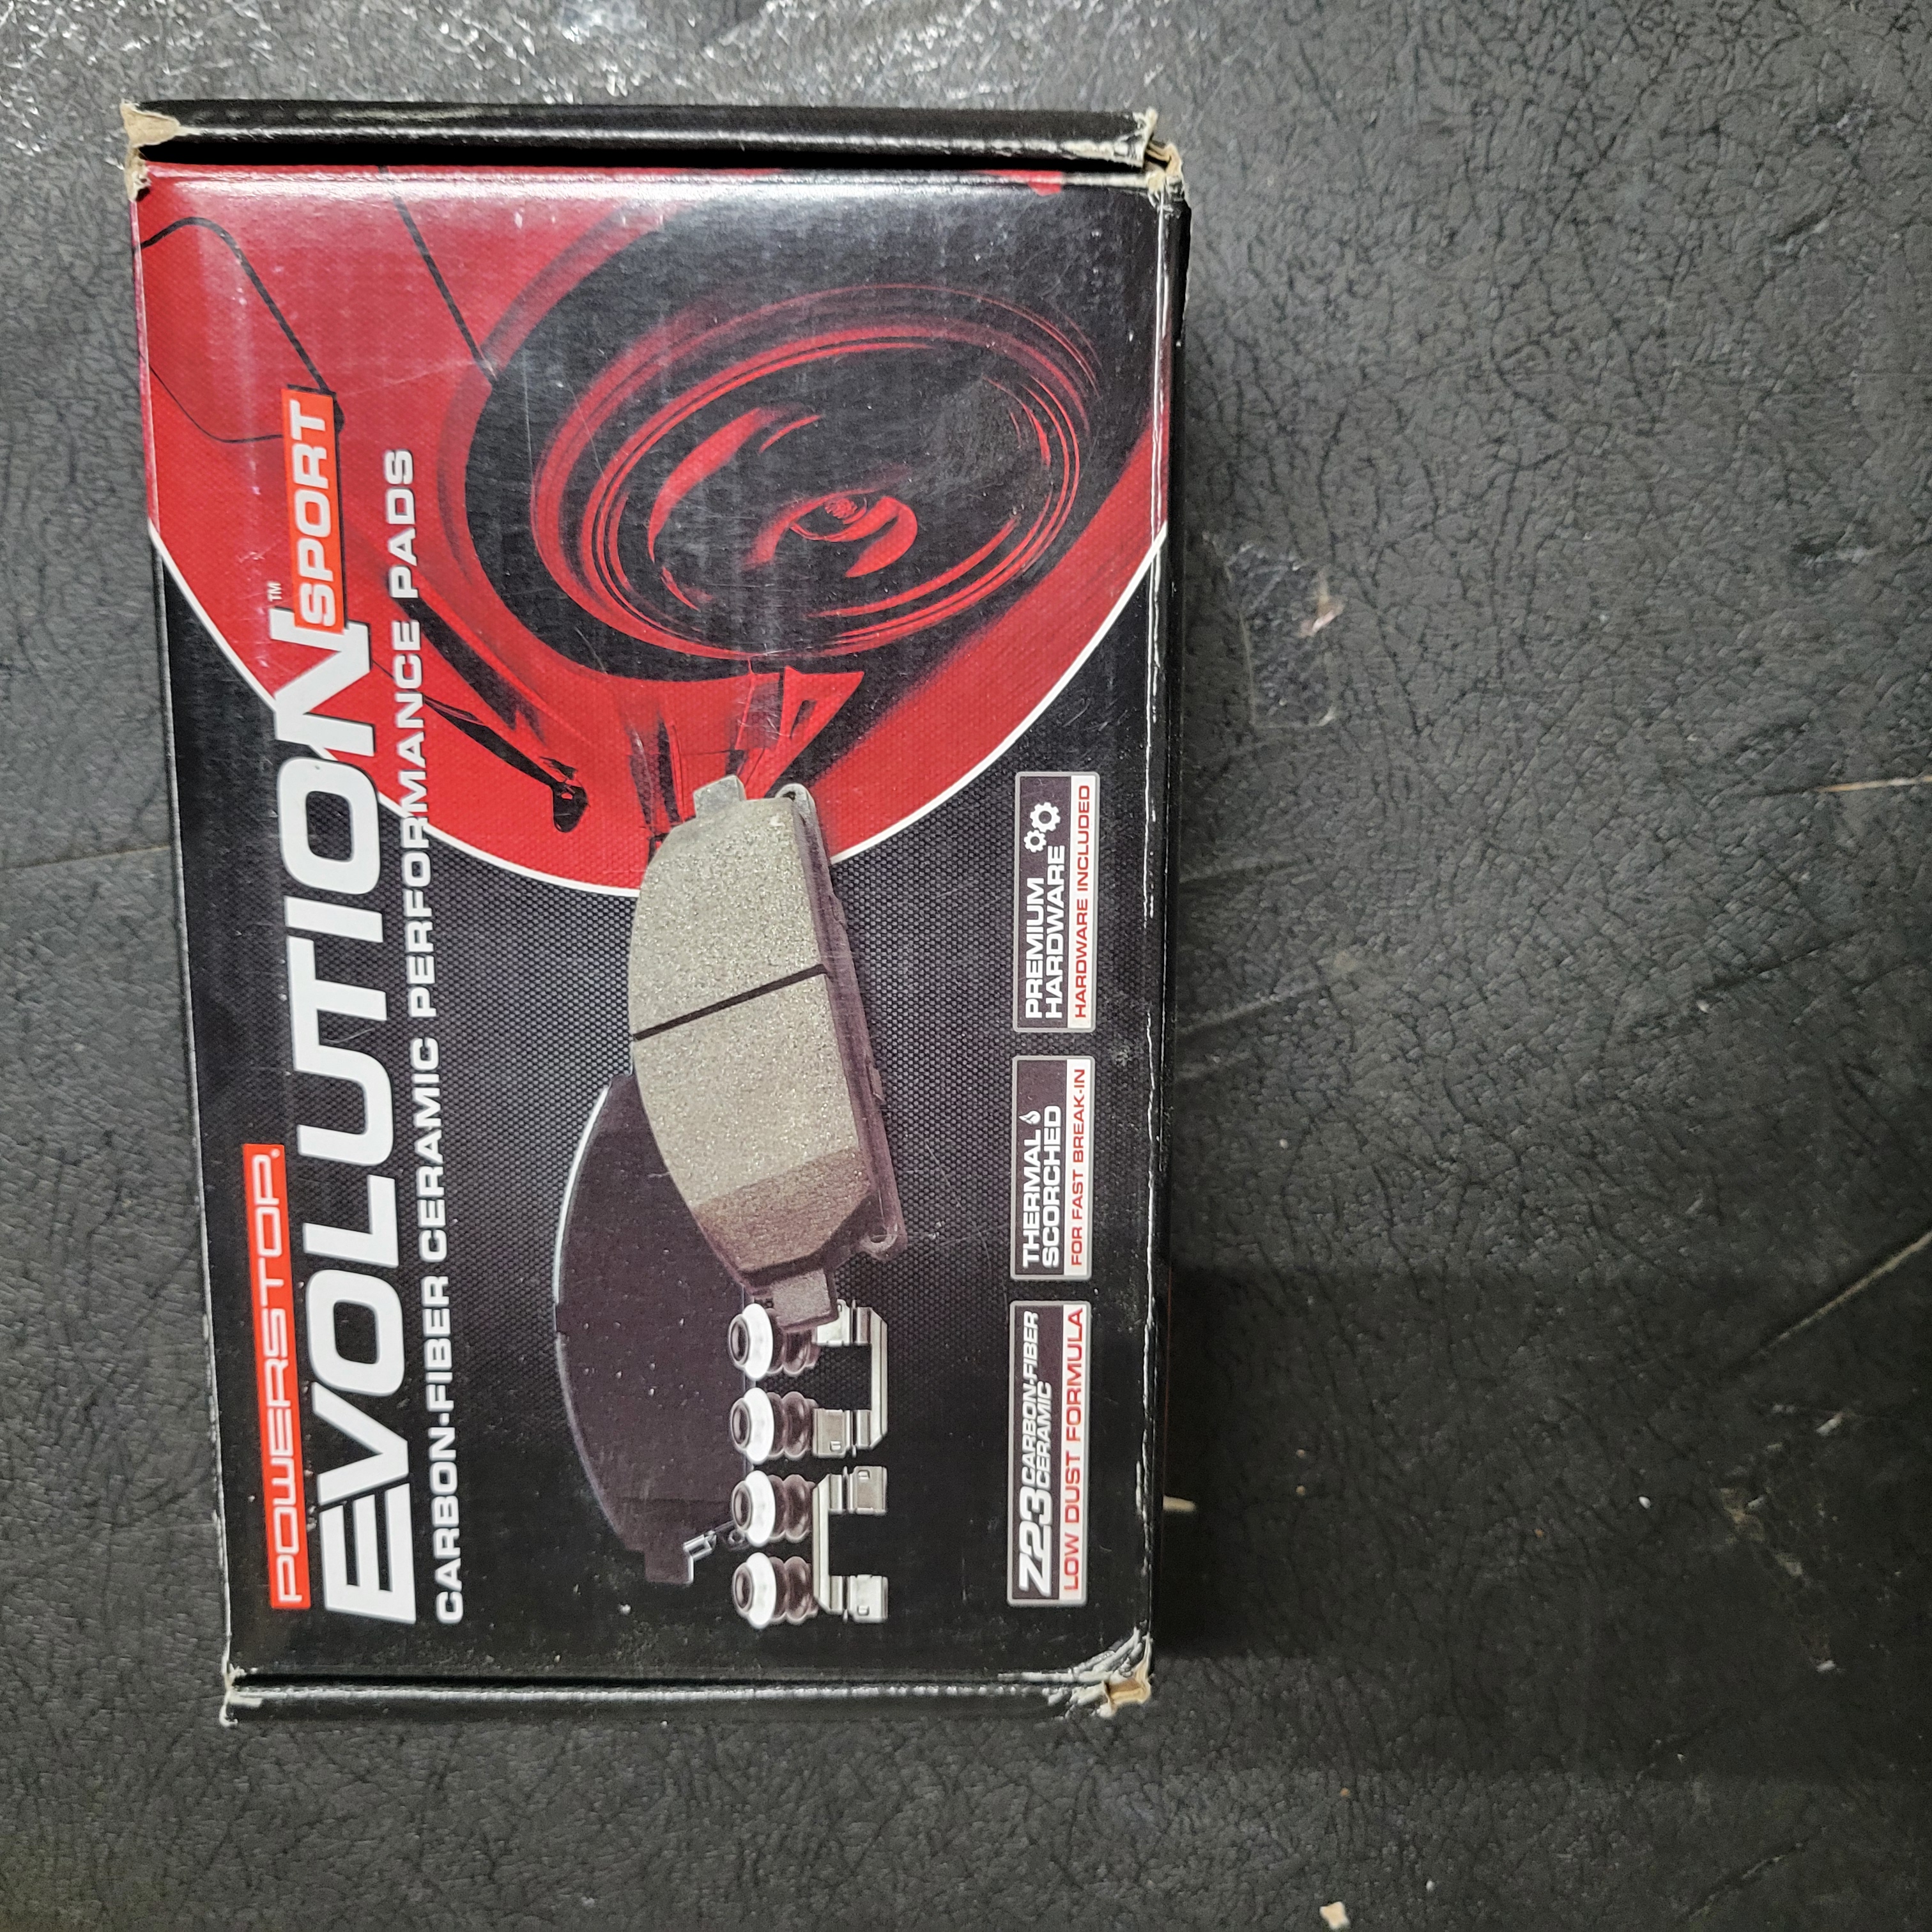 POWERSTOP®
EVOLUTION™ SPORT
CARBON-FIBER CERAMIC PERFORMANCE PADS
Z23 CARBON-FIBER
CERAMIC
LOW DUST FORMULA
THERMAL
SCORCHED
FOR FAST BREAK-IN
PREMIUM
HARDWARE
HARDWARE INCLUDED